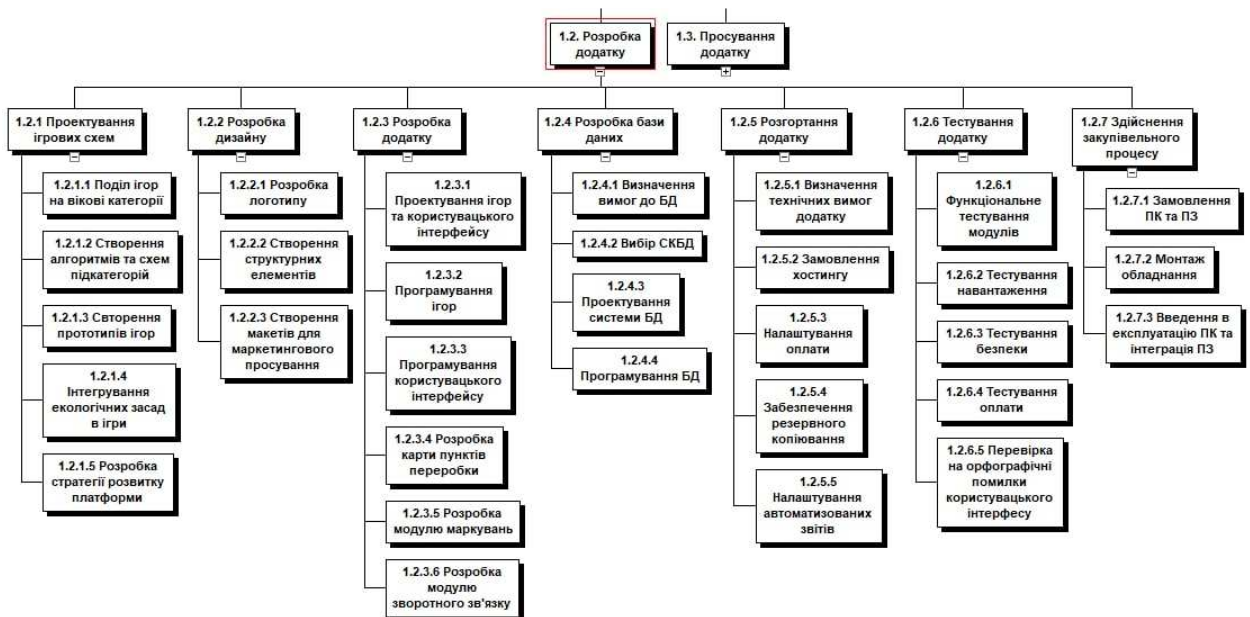 1.2. Розробка
додатку
1.3. Просування
додатку
1.2.1 Проектування
ігрових схем
1.2.1.1 Поділ ігор
на вікові категорії
1.2.1.2 Створення
алгоритмів та схем
підкатегорій
1.2.1.3 Свторення
прототипів ігор
1.2.1.4
Інтегрування
екологічних засад
в ігри
1.2.1.5 Розробка
стратегії розвитку
платформи
1.2.2 Розробка
дизайну
1.2.2.1 Розробка
логотипу
1.2.2.2 Створення
структурних
елементів
1.2.2.3 Створення
макетів для
маркетингового
просування
1.2.3 Розробка
додатку
1.2.3.1
Проектування ігор
та користувацького
інтерфейсу
1.2.3.2
Програмування
ігор
1.2.3.3
Програмування
користувацького
інтерфейсу
1.2.3.4 Розробка
карти пунктів
переробки
1.2.3.5 Розробка
модулю маркувань
1.2.3.6 Розробка
модулю
зворотного зв'язку
1.2.4 Розробка бази
даних
1.2.4.1 Визначення
вимог до БД
1.2.4.2 Вибір СКБД
1.2.4.3
Проектування
системи БД
1.2.4.4
Програмування БД
1.2.5 Розгортання
додатку
1.2.5.1 Визначення
технічних вимог
додатку
1.2.5.2 Замовлення
хостингу
1.2.5.3
Налаштування
оплати
1.2.5.4
Забезпечення
резервного
копіювання
1.2.5.5
Налаштування
автоматизованих
звітів
1.2.6 Тестування
додатку
1.2.6.1
Функціональне
тестування
модулів
1.2.6.2 Тестування
навантаження
1.2.6.3 Тестування
безпеки
1.2.6.4 Тестування
оплати
1.2.6.5 Перевірка
на орфографічні
помилки
користувацького
інтерфесу
1.2.7 Здійснення
закупівельного
процесу
1.2.7.1 Замовлення
ПК та ПЗ
1.2.7.2 Монтаж
обладнання
1.2.7.3 Введення в
експлуатацію ПК та
інтеграція ПЗ